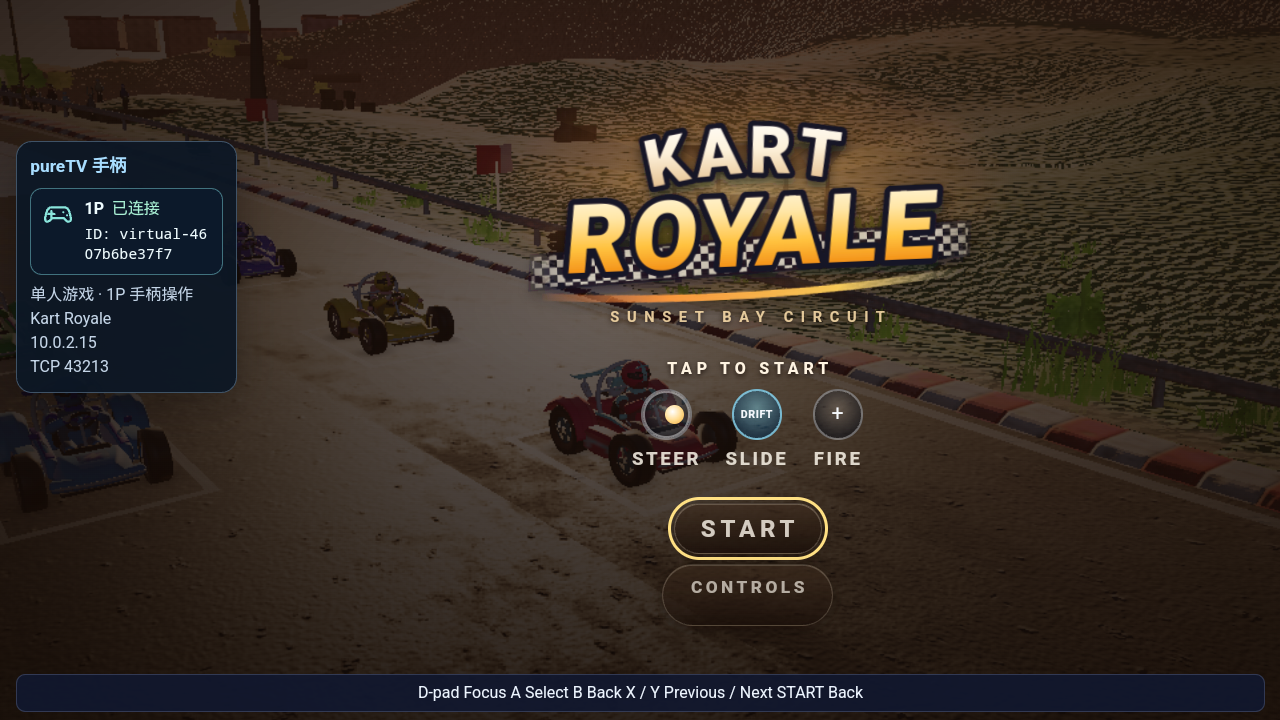 pureTV 手柄
1P 已连接
ID: virtual-46
07b6be37f7
单人游戏 · 1P 手柄操作
Kart Royale
10.0.2.15
TCP 43213
KART
ROYALE
SUNSET BAY CIRCUIT
TAP TO START
DRIFT +
STEER SLIDE FIRE
START
CONTROLS
D-pad Focus A Select B Back X / Y Previous / Next START Back